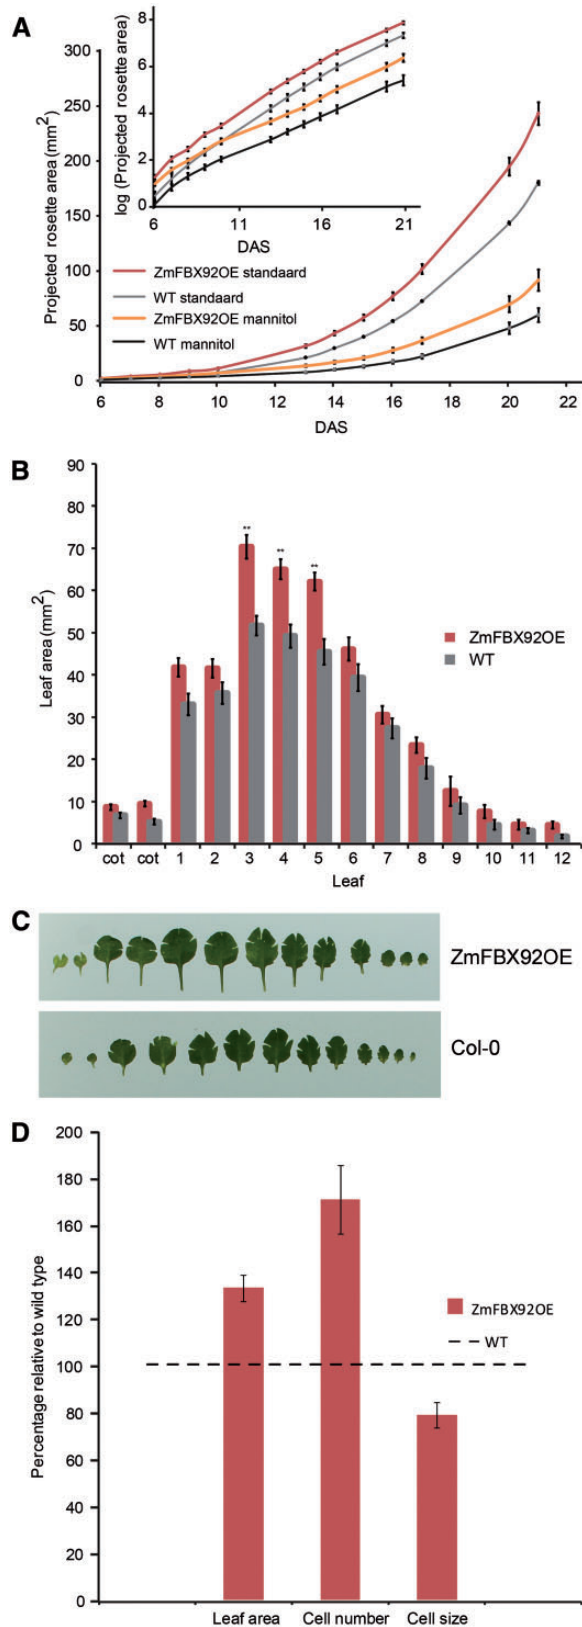 A
log (Projected rosette area)
8
6
4
2
0
6
11
16
21
DAS
Projected rosette area (mm2)
300
250
200
150
100
50
0
ZmFBX92OE standaard
WT standaard
ZmFBX92OE mannitol
WT mannitol
6 8 10 12 14 16 18 20 22
DAS
B
Leaf area (mm2)
90
80
70
60
50
40
30
20
10
0
** ** **
ZmFBX92OE
WT
cot cot 1 2 3 4 5 6 7 8 9 10 11 12
Leaf
C
ZmFBX92OE
Col-0
D
Percentage relative to wild type
200
180
160
140
120
100
80
60
40
20
0
ZmFBX92OE
WT
Leaf area Cell number Cell size